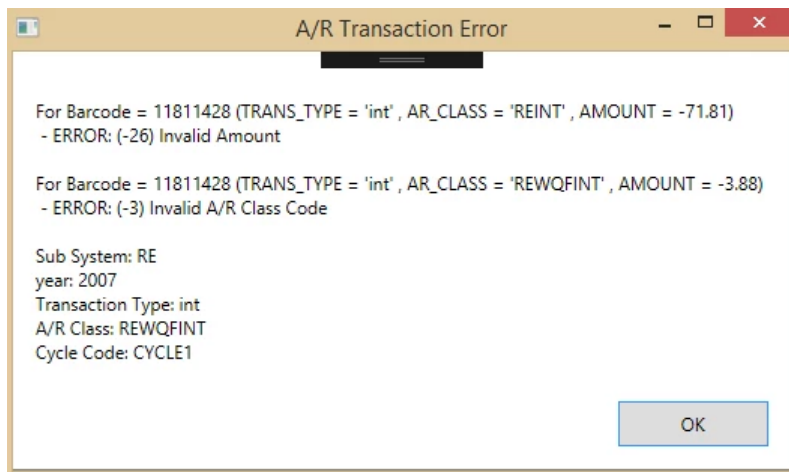 A/R Transaction Error
For Barcode = 11811428 (TRANS_TYPE = 'int' , AR_CLASS = 'REINT' , AMOUNT = -71.81)
- ERROR: (-26) Invalid Amount
For Barcode = 11811428 (TRANS_TYPE = 'int' , AR_CLASS = 'REWQFINT' , AMOUNT = -3.88)
- ERROR: (-3) Invalid A/R Class Code
Sub System: RE
year: 2007
Transaction Type: int
A/R Class: REWQFINT
Cycle Code: CYCLE1
OK